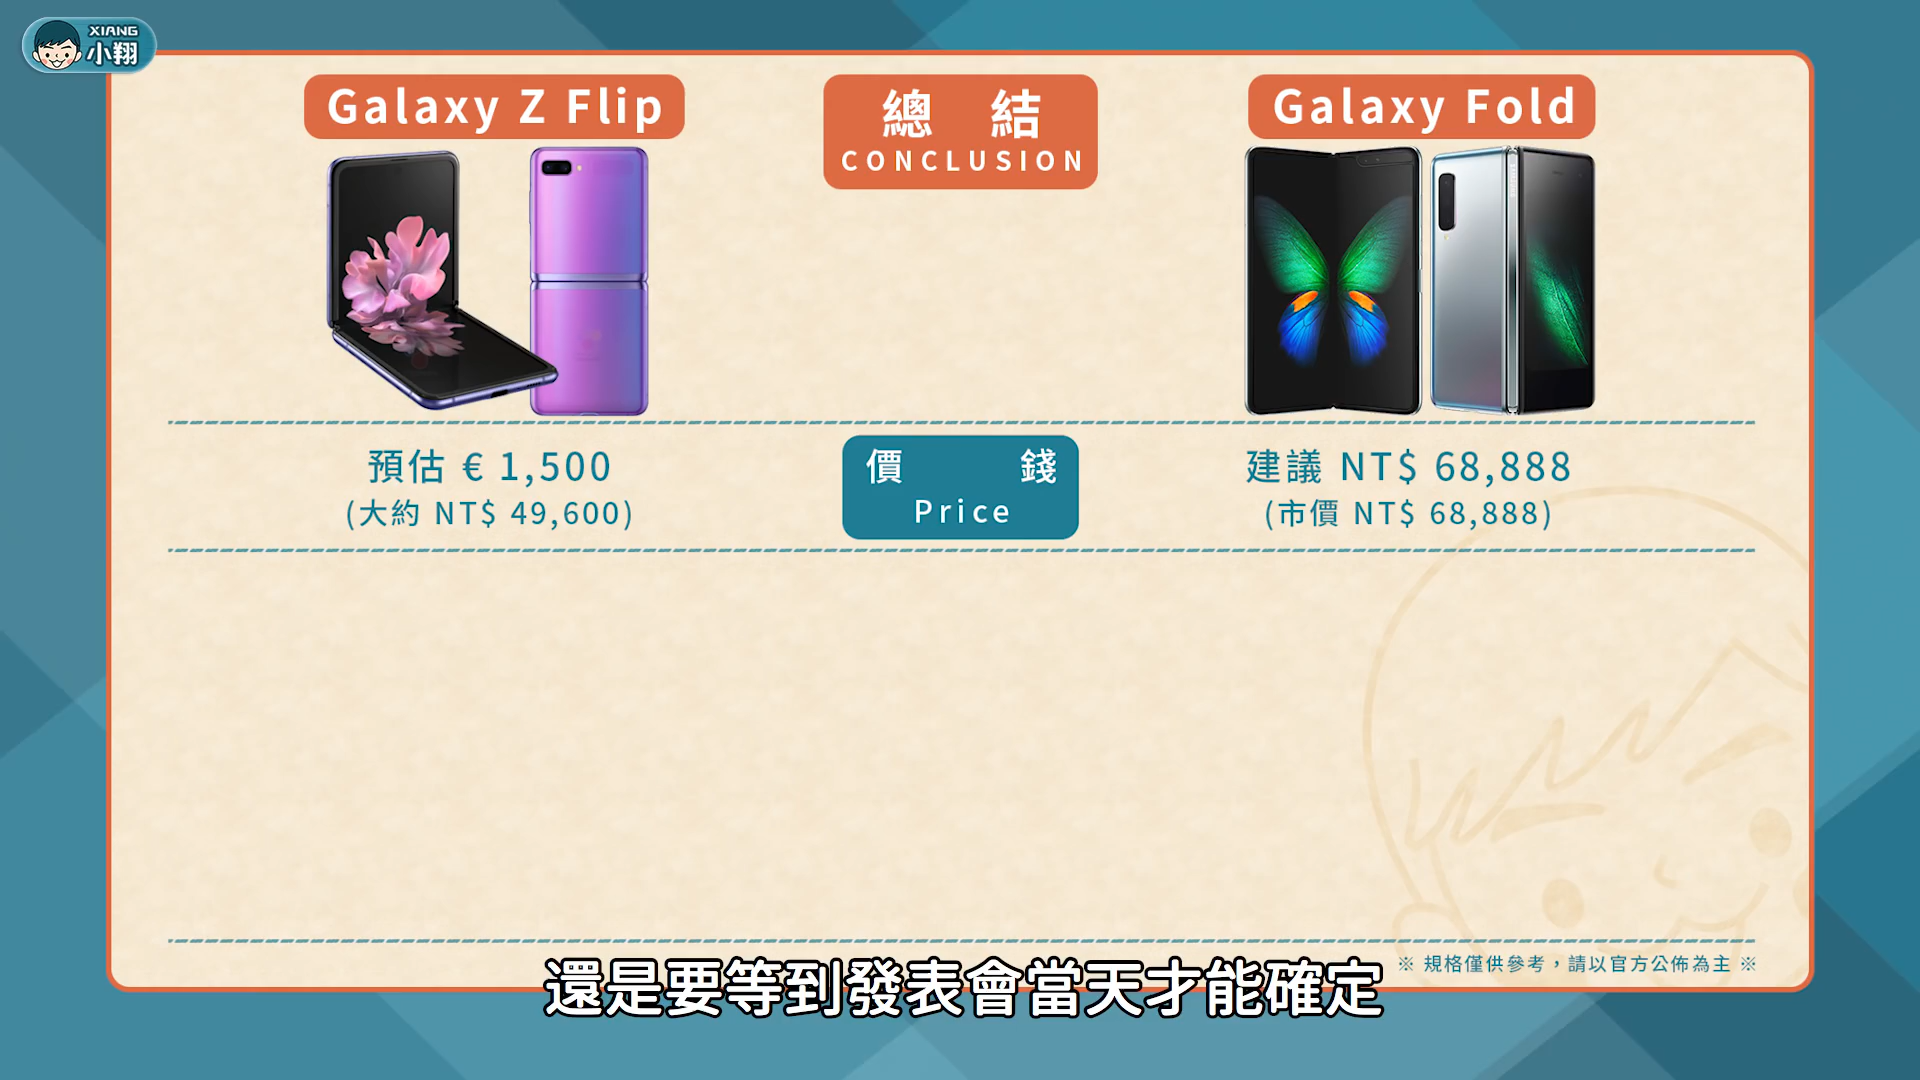 XIANG
小翔
Galaxy Z Flip
總 結
CONCLUSION
Galaxy Fold
預估 € 1,500
(大約 NT$ 49,600)
價 錢
Price
建議 NT$ 68,888
(市價 NT$ 68,888)
※ 規格僅供參考，請以官方公佈為主 ※
還是要等到發表會當天才能確定